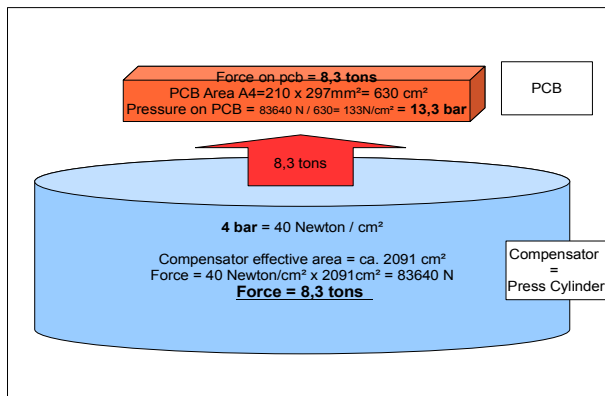 Force on pcb = 8,3 tons
PCB Area A4=210 x 297mm²= 630 cm²
Pressure on PCB = 83640 N / 630= 133N/cm² = 13,3 bar
PCB
8,3 tons
4 bar = 40 Newton / cm²
Compensator effective area = ca. 2091 cm²
Force = 40 Newton/cm² x 2091cm² = 83640 N
Force = 8,3 tons
Compensator
=
Press Cylinder